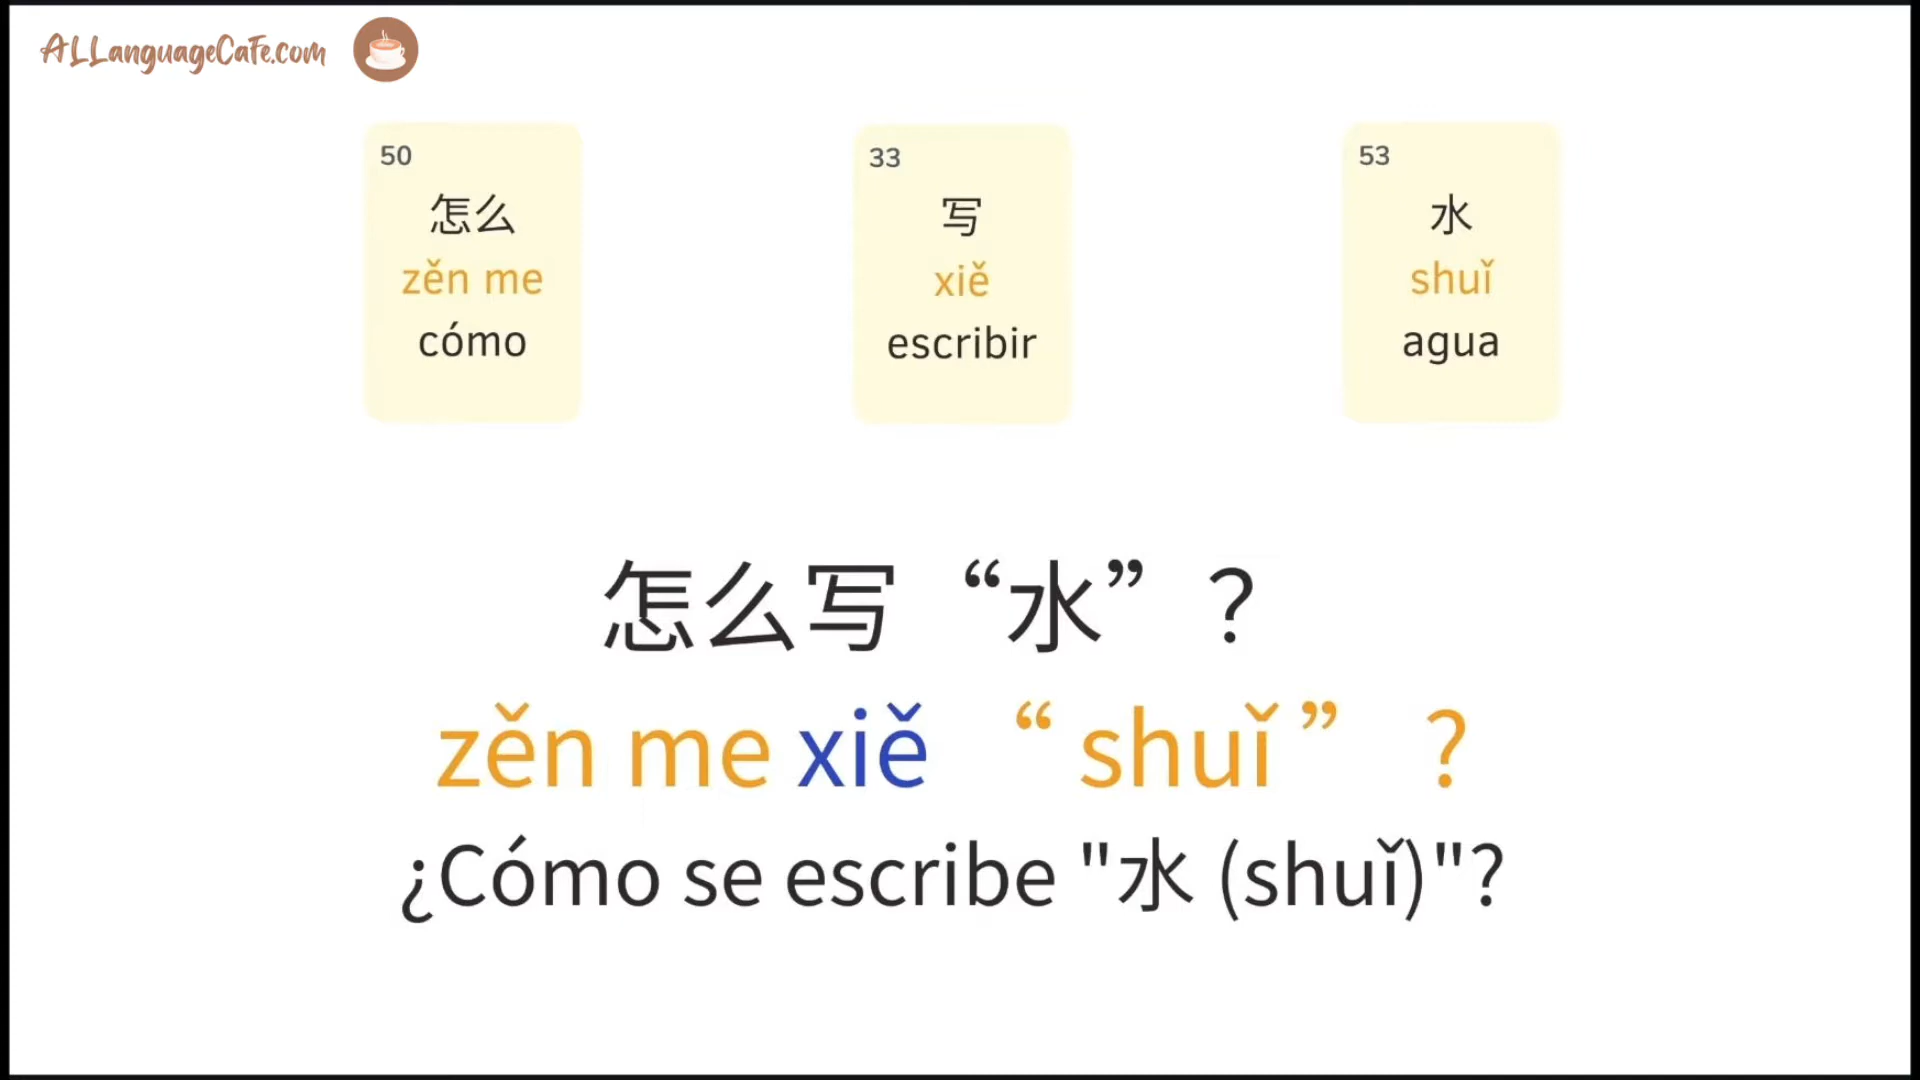 ALLanguageCafe.com
50
怎么
zěn me
cómo
33
写
xiě
escribir
53
水
shuǐ
agua
怎么写“水”？
zěn me xiě “shuǐ” ?
¿Cómo se escribe "水 (shuǐ)"?